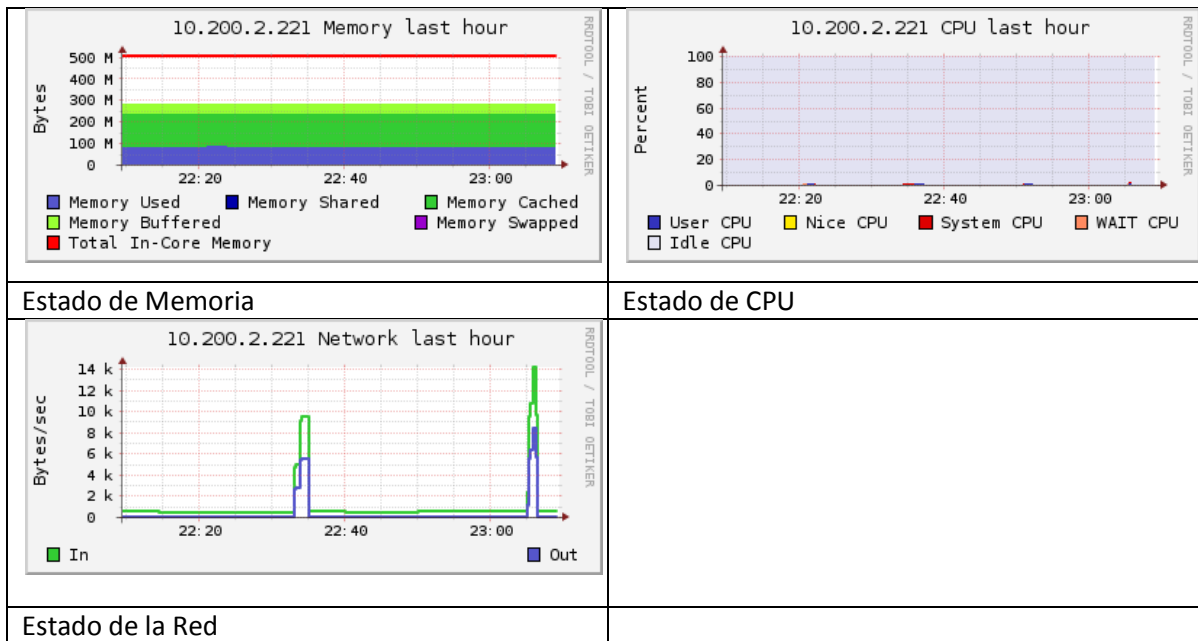 10.200.2.221 Memory last hour
RRDTOOL / TOBI OETIKER
Bytes
500 M
400 M
300 M
200 M
100 M
0
22:20 22:40 23:00
Memory Used Memory Shared Memory Cached
Memory Buffered Memory Swapped
Total In-Core Memory
Estado de Memoria
10.200.2.221 CPU last hour
RRDTOOL / TOBI OETIKER
Percent
100
80
60
40
20
0
22:20 22:40 23:00
User CPU Nice CPU System CPU WAIT CPU
Idle CPU
Estado de CPU
10.200.2.221 Network last hour
RRDTOOL / TOBI OETIKER
Bytes/sec
14 k
12 k
10 k
8 k
6 k
4 k
2 k
0
22:20 22:40 23:00
In Out
Estado de la Red